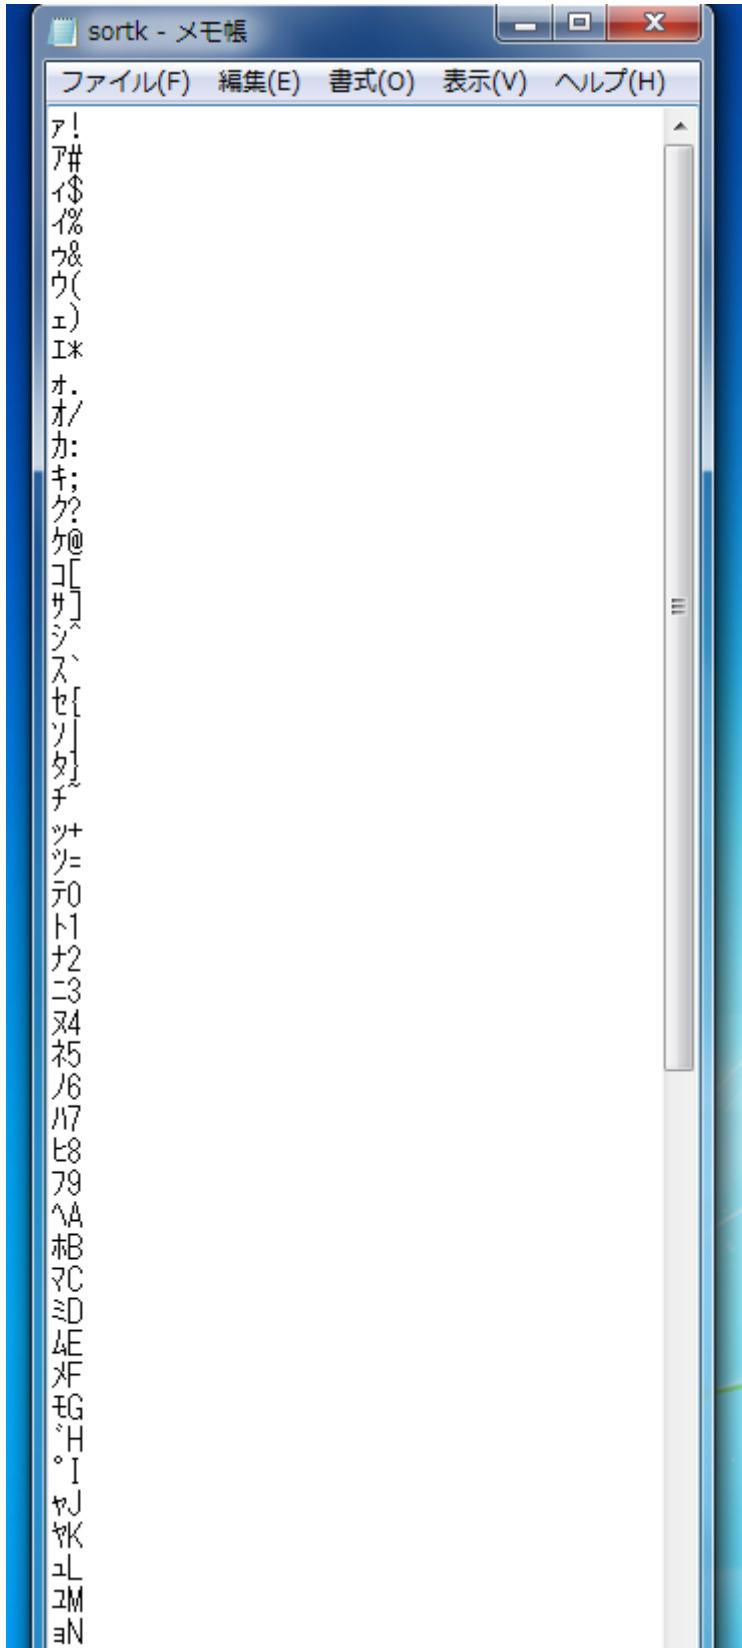 sortk - メモ帳
ファイル(F) 編集(E) 書式(O) 表示(V) ヘルプ(H)
ｧ!
ｱ#
ｨ$
ｲ%
ｩ&
ｳ(
ｪ)
ｴ*
ｫ.
ｵ/
ｶ:
ｷ;
ｸ?
ｹ@
ｺ[
ｻ]
ｼ^
ｽ`
ｾ{
ｿ|
ﾀ}
ﾁ~
ｯ+
ﾂ=
ﾃ0
ﾄ1
ﾅ2
ﾆ3
ﾇ4
ﾈ5
ﾉ6
ﾊ7
ﾋ8
ﾌ9
ﾍA
ﾎB
ﾏC
ﾐD
ﾑE
ﾒF
ﾓG
ﾞH
ﾟI
ｬJ
ﾔK
ｭL
ﾕM
ｮN